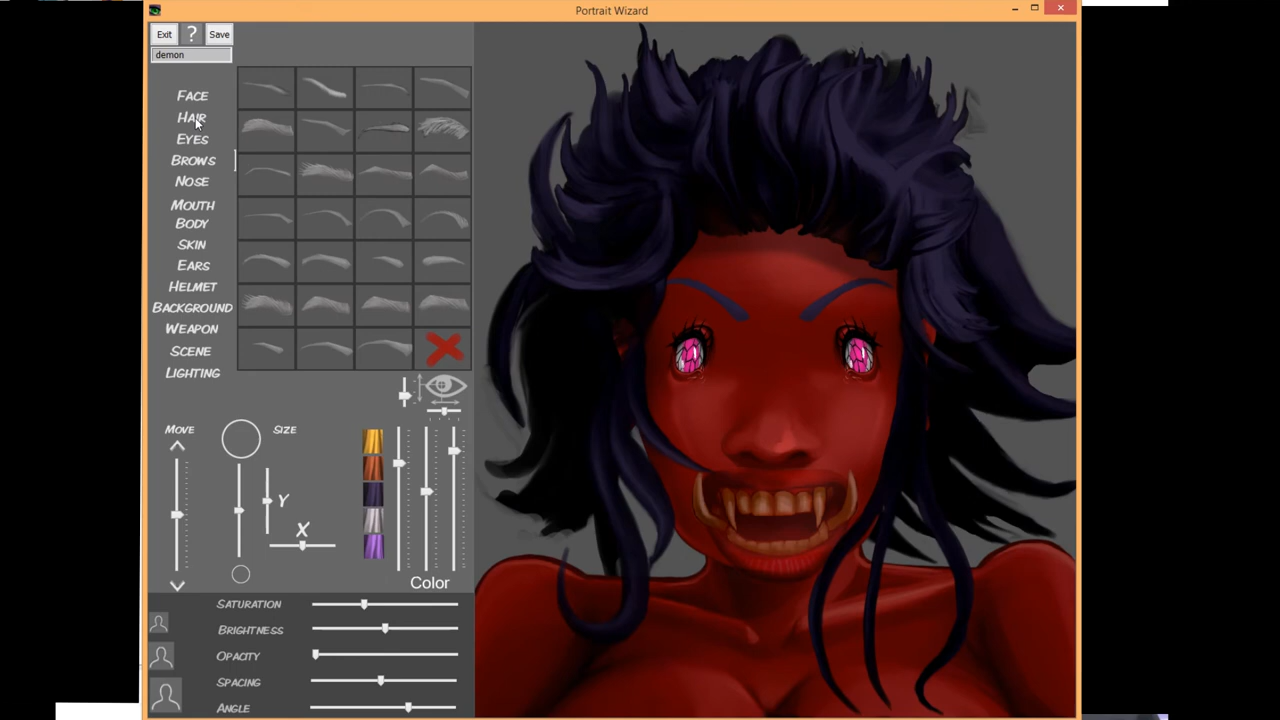 Portrait Wizard
Exit ? Save
demon
FACE
HAIR
EYES
BROWS
NOSE
MOUTH
BODY
SKIN
EARS
HELMET
BACKGROUND
WEAPON
SCENE
LIGHTING
MOVE
SIZE
Y
X
Color
SATURATION
BRIGHTNESS
OPACITY
SPACING
ANGLE